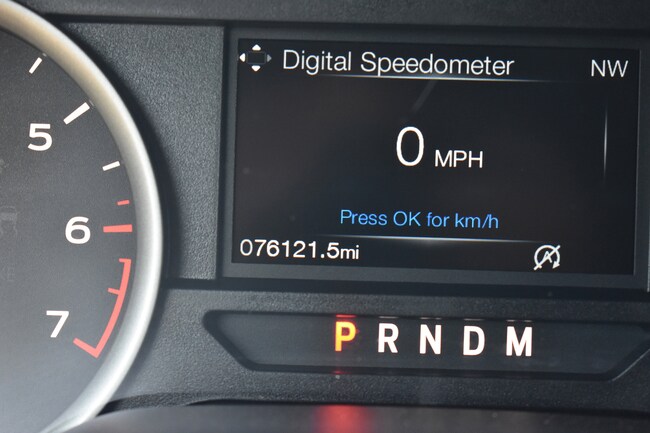 Digital Speedometer NW
5
0 MPH
6
Press OK for km/h
076121.5mi
7
P R N D M